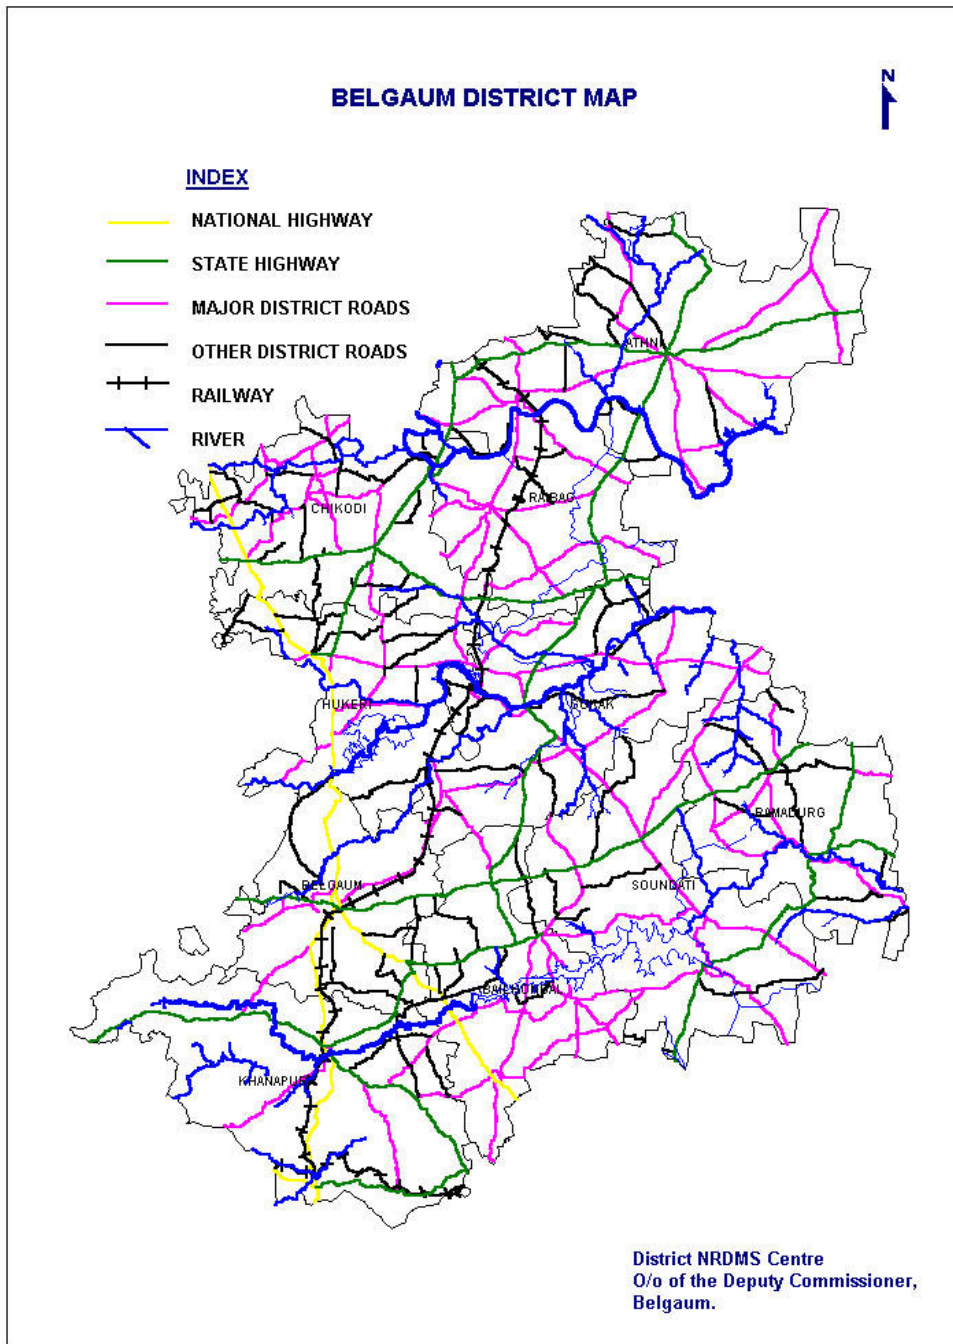 N
BELGAUM DISTRICT MAP
INDEX
NATIONAL HIGHWAY
STATE HIGHWAY
MAJOR DISTRICT ROADS
OTHER DISTRICT ROADS
RAILWAY
RIVER
ATHNI
RAIBAG
CHIKODI
HUKERI
GOKAK
RAMADURG
BELGAUM
SOUNDATI
BAILHONGAL
KHANAPUR
District NRDMS Centre
O/o of the Deputy Commissioner,
Belgaum.